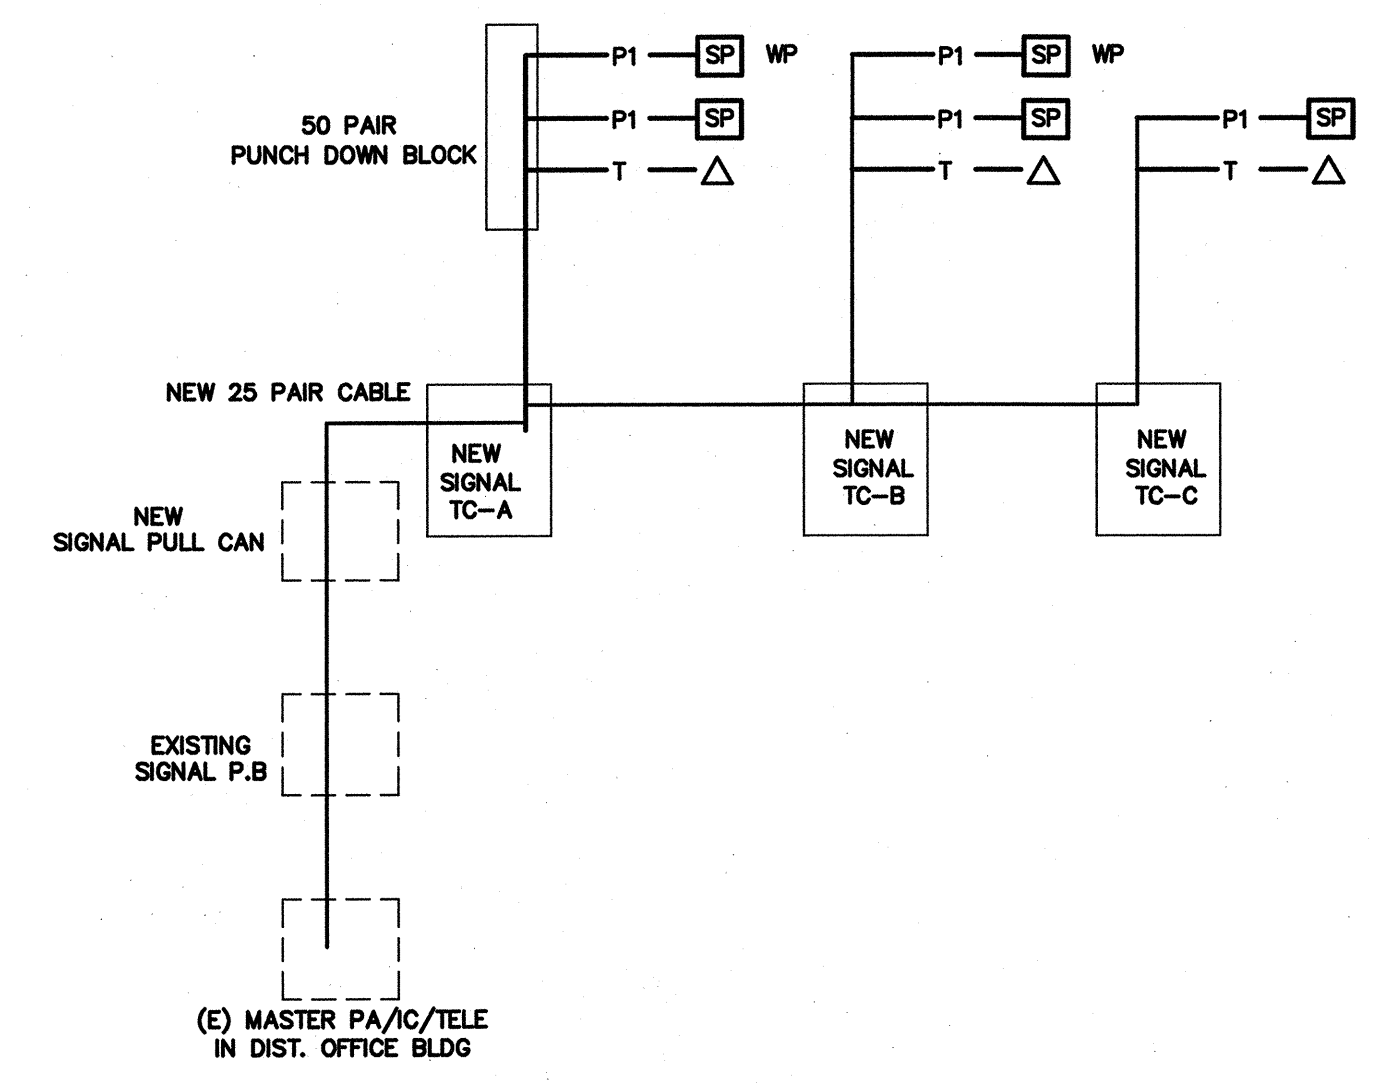 P1 SP WP P1 SP WP
50 PAIR
PUNCH DOWN BLOCK
P1 SP P1 SP P1 SP
T T T
NEW 25 PAIR CABLE
NEW
SIGNAL
TC-A
NEW
SIGNAL
TC-B
NEW
SIGNAL
TC-C
NEW
SIGNAL PULL CAN
EXISTING
SIGNAL P.B
(E) MASTER PA/IC/TELE
IN DIST. OFFICE BLDG